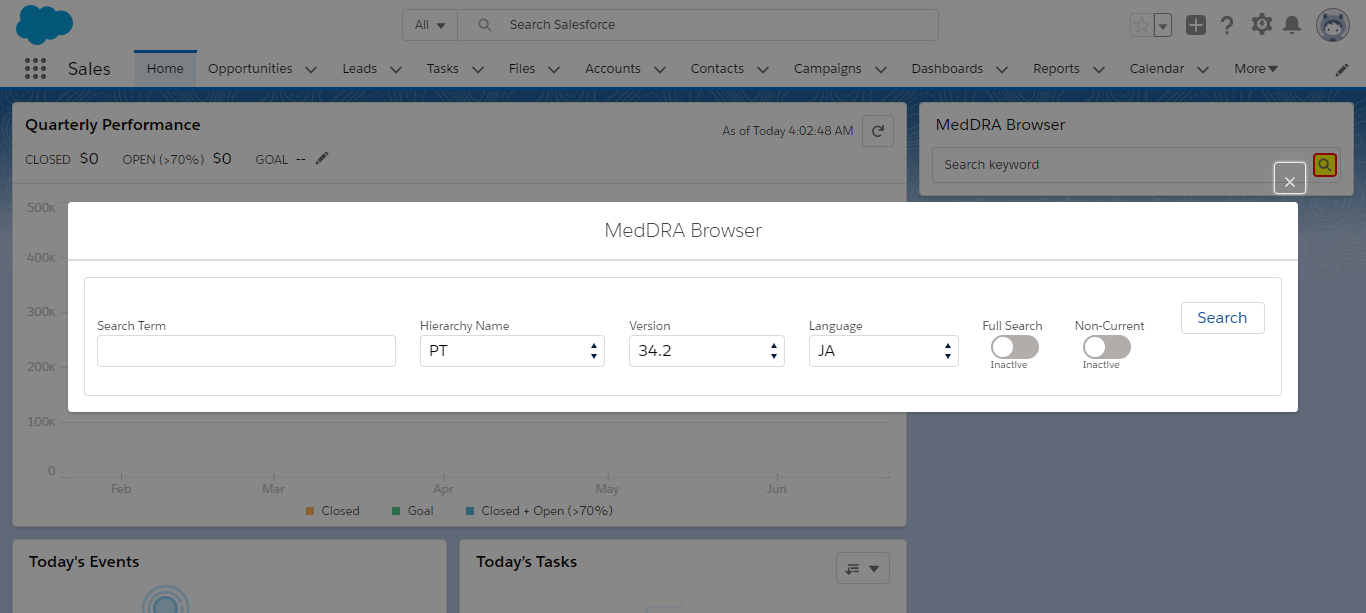 All
Search Salesforce
Sales
Home Opportunities Leads Tasks Files Accounts Contacts Campaigns Dashboards Reports Calendar More
Quarterly Performance
As of Today 4:02:48 AM
CLOSED $0 OPEN (>70%) $0 GOAL --
MedDRA Browser
Search keyword
MedDRA Browser
Search Term Hierarchy Name Version Language Full Search Non-Current
PT 34.2 JA
Inactive Inactive
Search
500K
400K
300K
200K
100K
0
Feb Mar Apr May Jun
Closed Goal Closed + Open (>70%)
Today's Events
Today's Tasks